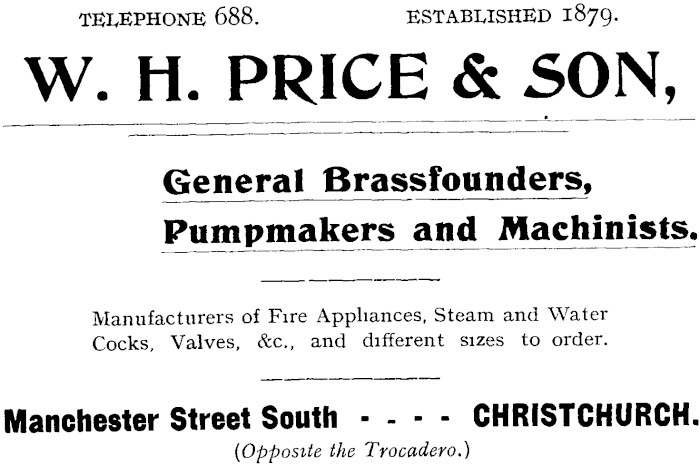 TELEPHONE 688. ESTABLISHED 1879.
W. H. PRICE & SON,
General Brassfounders,
Pumpmakers and Machinists.
Manufacturers of Fire Appliances, Steam and Water
Cocks, Valves, &c., and different sizes to order.
Manchester Street South - - - - CHRISTCHURCH.
(Opposite the Trocadero.)